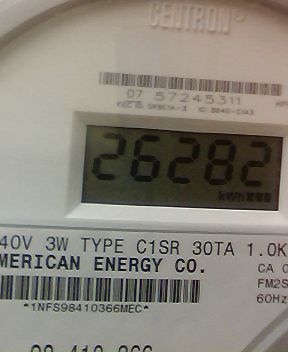 CENTRON®
07 57245311
26282
kWh
40V 3W TYPE C1SR 30TA 1.0K
MERICAN ENERGY CO.
CA 0
FM2S
60Hz
*1NFS98410366MEC*